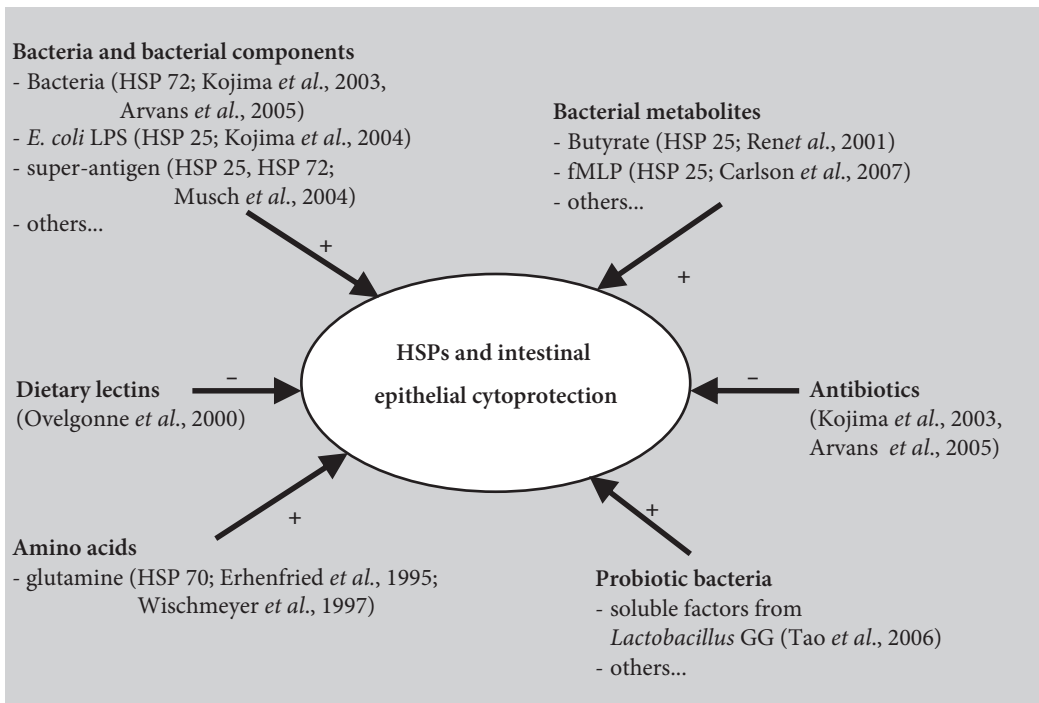 Bacteria and bacterial components
- Bacteria (HSP 72; Kojima et al., 2003,
Arvans et al., 2005)
- E. coli LPS (HSP 25; Kojima et al., 2004)
- super-antigen (HSP 25, HSP 72;
Musch et al., 2004)
- others...
+
Bacterial metabolites
- Butyrate (HSP 25; Renet al., 2001)
- fMLP (HSP 25; Carlson et al., 2007)
- others...
+
HSPs and intestinal
epithelial cytoprotection
Dietary lectins
(Ovelgonne et al., 2000)
–
–
Antibiotics
(Kojima et al., 2003,
Arvans et al., 2005)
+
Amino acids
- glutamine (HSP 70; Erhenfried et al., 1995;
Wischmeyer et al., 1997)
+
Probiotic bacteria
- soluble factors from
Lactobacillus GG (Tao et al., 2006)
- others...